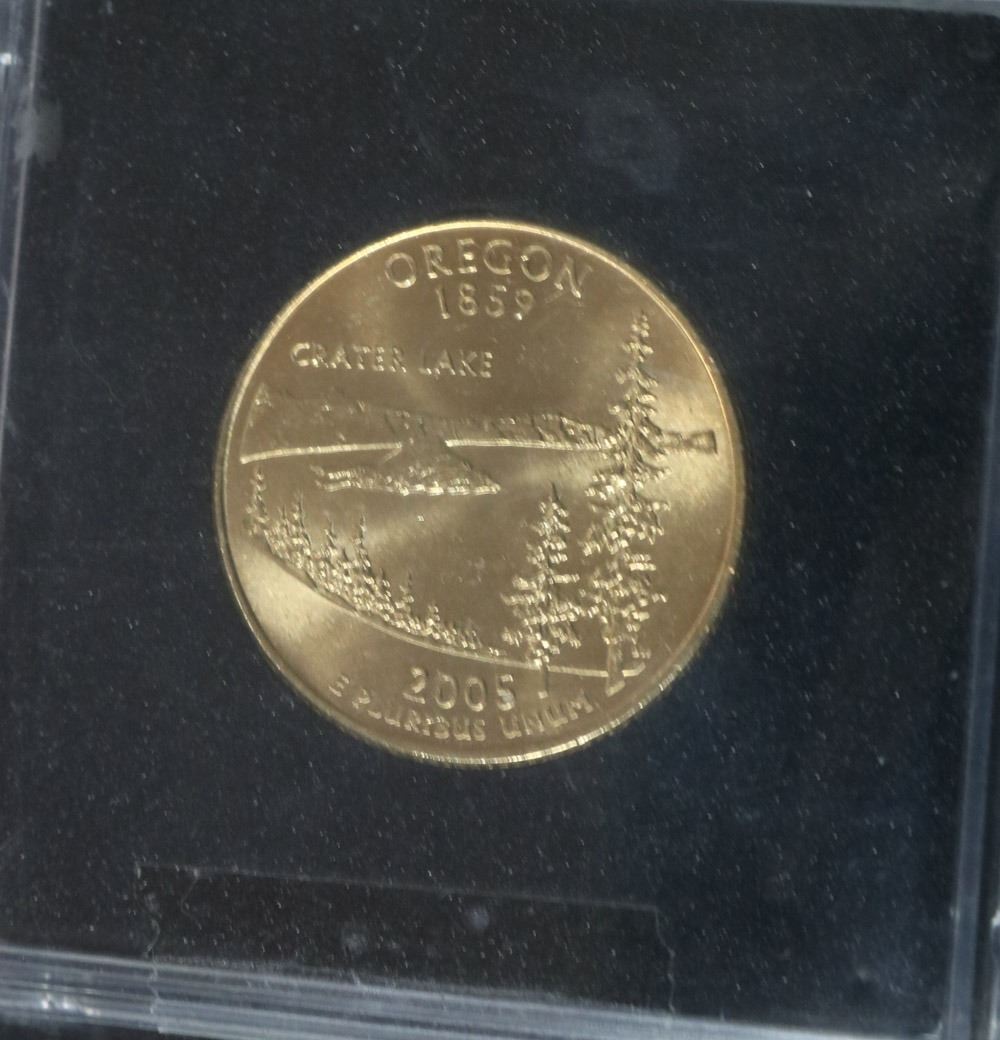 OREGON
1859
CRATER LAKE
2005
E PLURIBUS UNUM